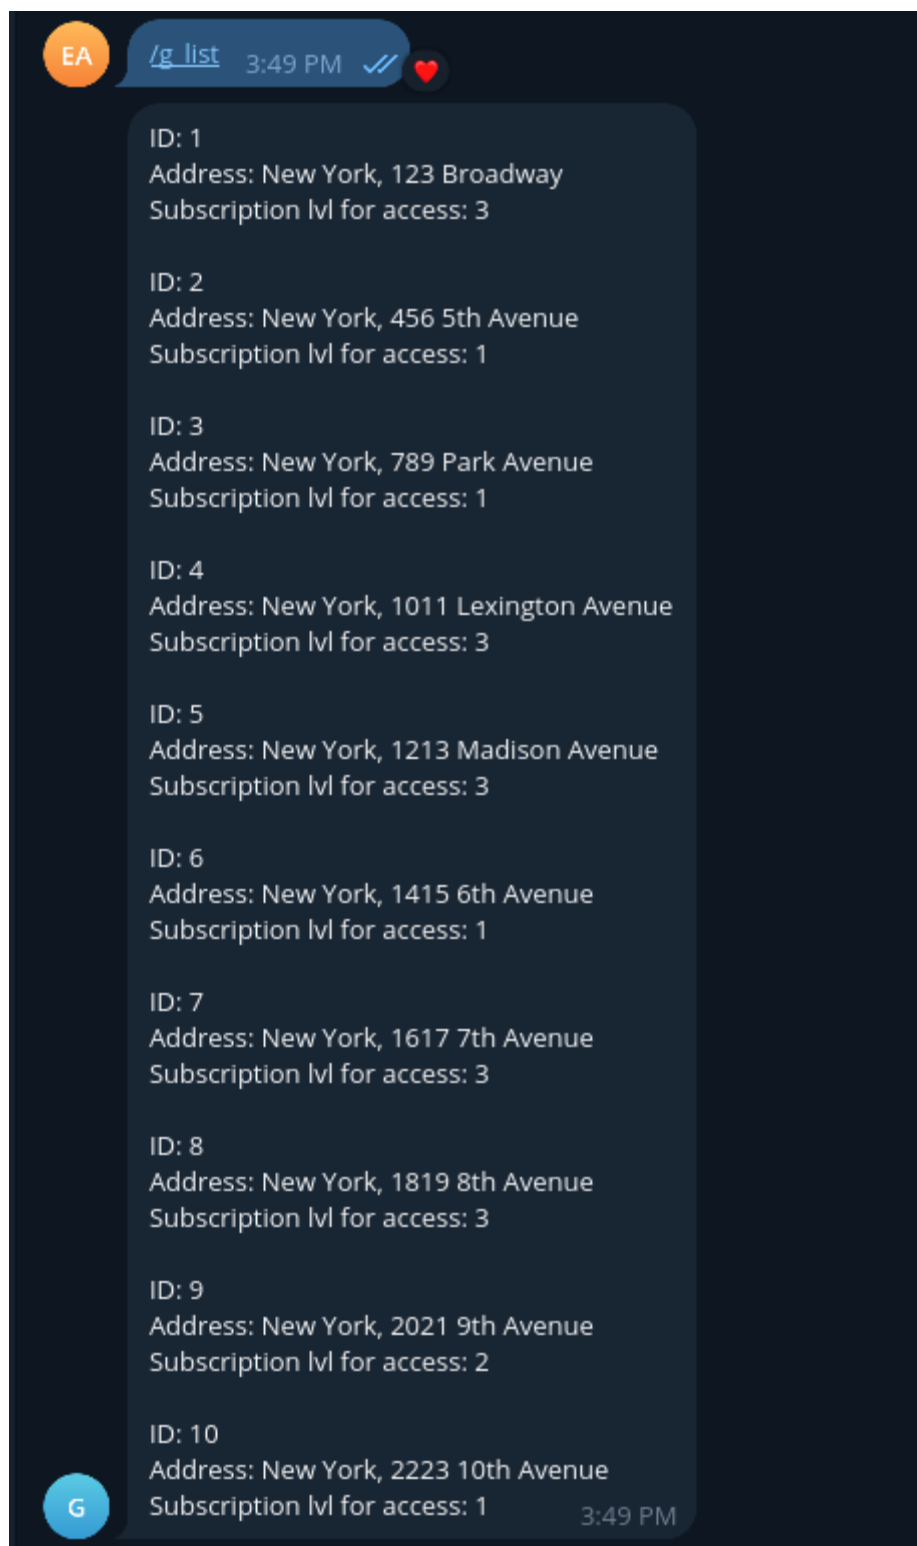 EA
/g_list 3:49 PM
ID: 1
Address: New York, 123 Broadway
Subscription lvl for access: 3
ID: 2
Address: New York, 456 5th Avenue
Subscription lvl for access: 1
ID: 3
Address: New York, 789 Park Avenue
Subscription lvl for access: 1
ID: 4
Address: New York, 1011 Lexington Avenue
Subscription lvl for access: 3
ID: 5
Address: New York, 1213 Madison Avenue
Subscription lvl for access: 3
ID: 6
Address: New York, 1415 6th Avenue
Subscription lvl for access: 1
ID: 7
Address: New York, 1617 7th Avenue
Subscription lvl for access: 3
ID: 8
Address: New York, 1819 8th Avenue
Subscription lvl for access: 3
ID: 9
Address: New York, 2021 9th Avenue
Subscription lvl for access: 2
ID: 10
Address: New York, 2223 10th Avenue
Subscription lvl for access: 1
G
3:49 PM